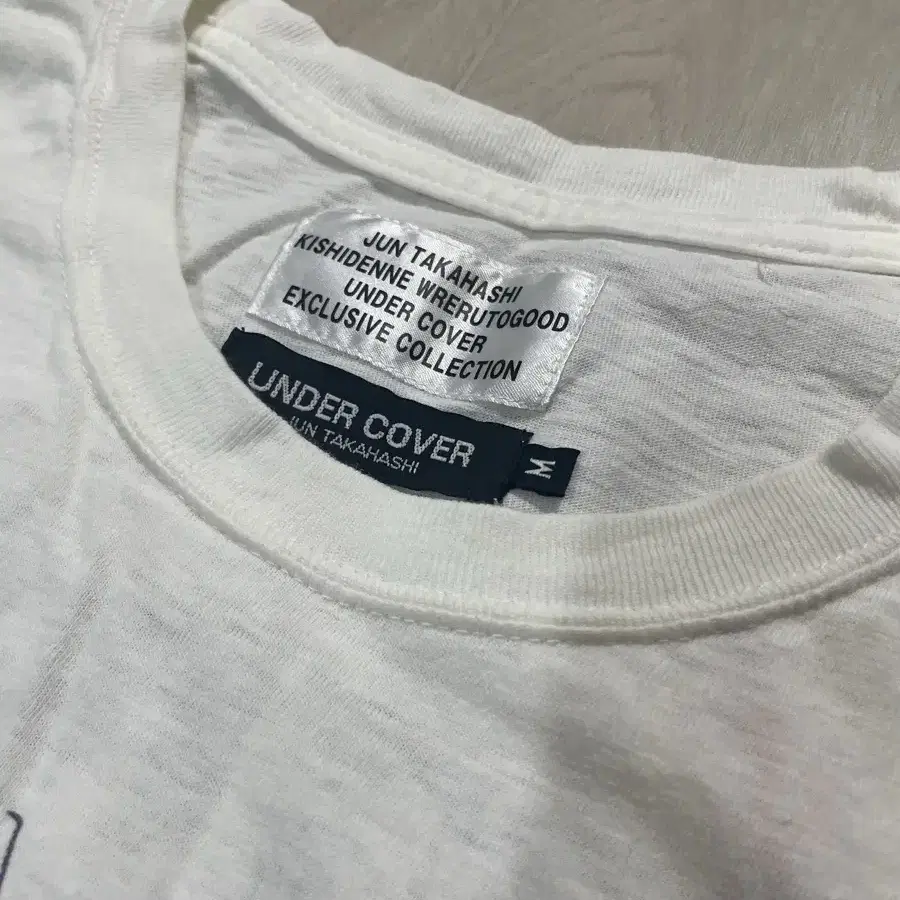 JUN TAKAHASHI
KISHIDENNE WRERUTOGOOD
UNDER COVER
EXCLUSIVE COLLECTION
UNDER COVER
JUN TAKAHASHI
M